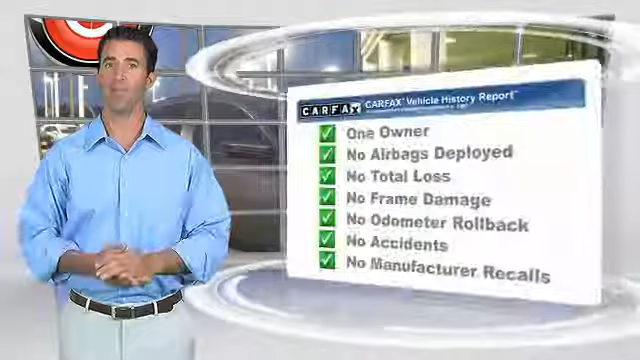 CARFAX CARFAX Vehicle History Report™
One Owner
No Airbags Deployed
No Total Loss
No Frame Damage
No Odometer Rollback
No Accidents
No Manufacturer Recalls